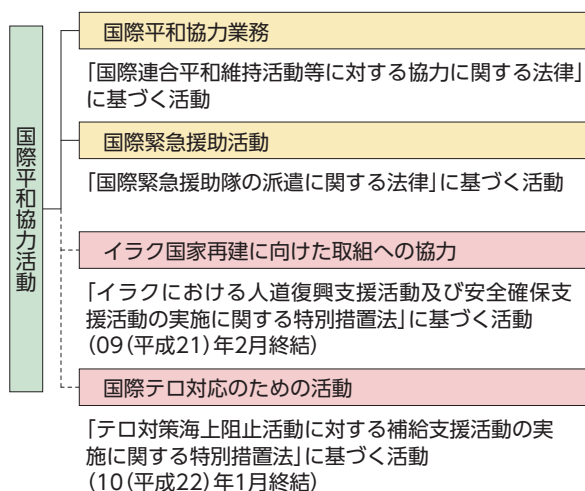 国際平和協力活動
国際平和協力業務
「国際連合平和維持活動等に対する協力に関する法律」
に基づく活動
国際緊急援助活動
「国際緊急援助隊の派遣に関する法律」に基づく活動
イラク国家再建に向けた取組への協力
「イラクにおける人道復興支援活動及び安全確保支
援活動の実施に関する特別措置法」に基づく活動
(09(平成21)年2月終結)
国際テロ対応のための活動
「テロ対策海上阻止活動に対する補給支援活動の実
施に関する特別措置法」に基づく活動
(10(平成22)年1月終結)